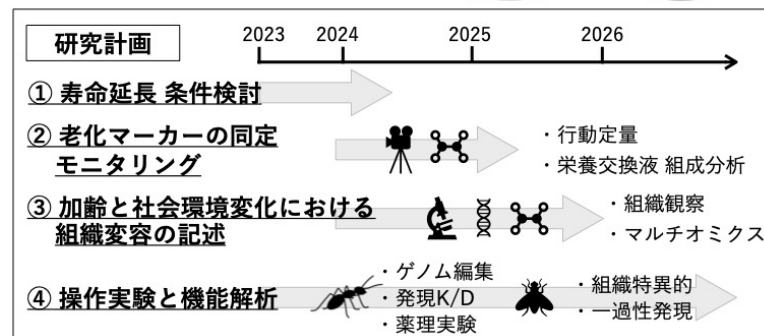 研究計画
2023 2024 2025 2026
① 寿命延長 条件検討
② 老化マーカーの同定
モニタリング
・行動定量
・栄養交換液 組成分析
③ 加齢と社会環境変化における
組織変容の記述
・組織観察
・マルチオミクス
④ 操作実験と機能解析
・ゲノム編集
・発現K/D
・薬理実験
・組織特異的
・一過性発現